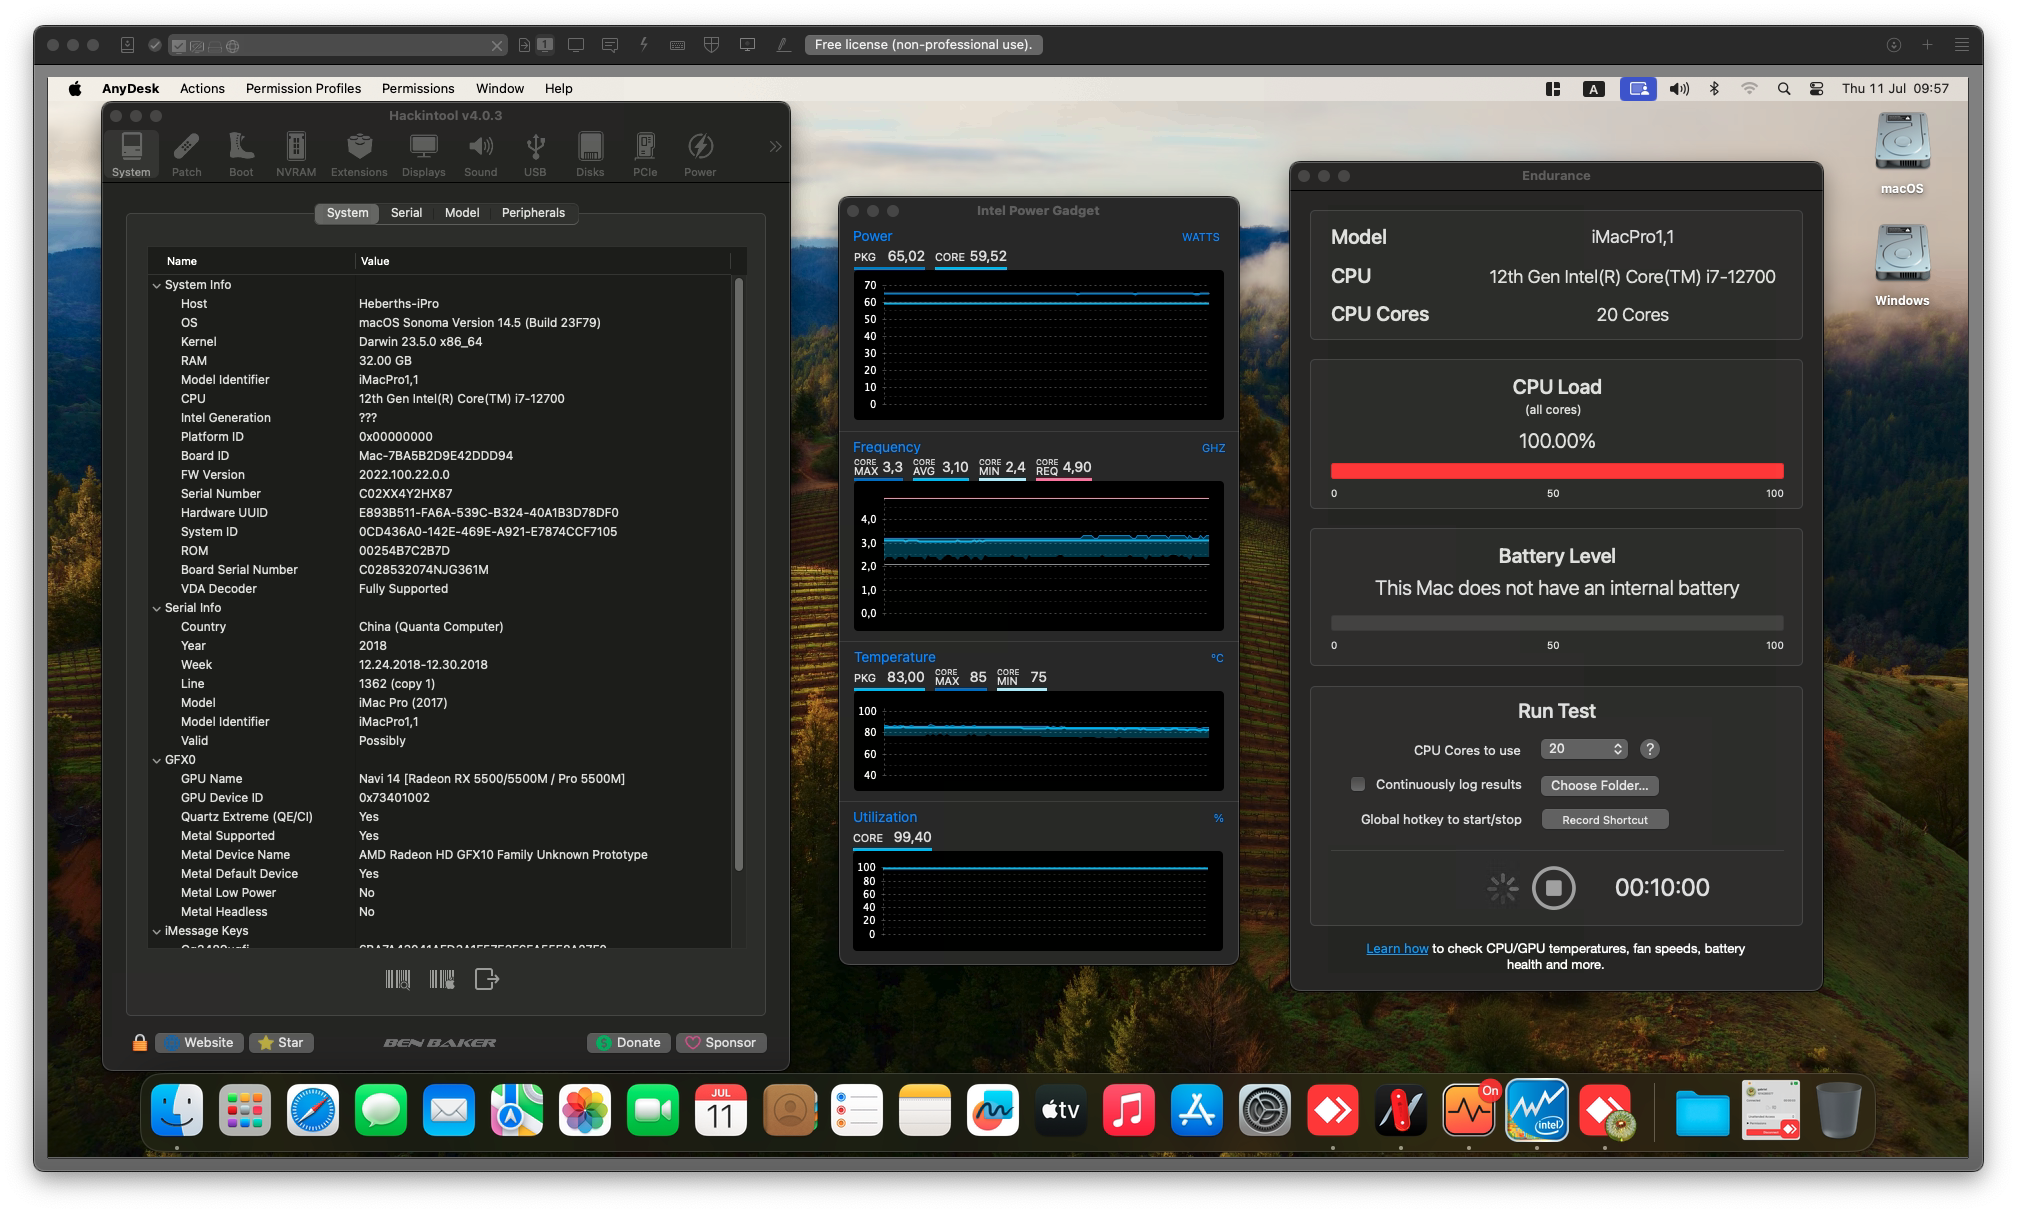 1
Free license (non-professional use).
AnyDesk Actions Permission Profiles Permissions Window Help
A
Thu 11 Jul 09:57
Hackintool v4.0.3
System Patch Boot NVRAM Extensions Displays Sound USB Disks PCIe Power
System Serial Model Peripherals
Name Value
System Info
Host Heberths-iPro
OS macOS Sonoma Version 14.5 (Build 23F79)
Kernel Darwin 23.5.0 x86_64
RAM 32.00 GB
Model Identifier iMacPro1,1
CPU 12th Gen Intel(R) Core(TM) i7-12700
Intel Generation ???
Platform ID 0x00000000
Board ID Mac-7BA5B2D9E42DDD94
FW Version 2022.100.22.0.0
Serial Number C02XX4Y2HX87
Hardware UUID E893B511-FA6A-539C-B324-40A1B3D78DF0
System ID 0CD436A0-142E-469E-A921-E7874CCF7105
ROM 00254B7C2B7D
Board Serial Number C028532074NJG361M
VDA Decoder Fully Supported
Serial Info
Country China (Quanta Computer)
Year 2018
Week 12.24.2018-12.30.2018
Line 1362 (copy 1)
Model iMac Pro (2017)
Model Identifier iMacPro1,1
Valid Possibly
GFX0
GPU Name Navi 14 [Radeon RX 5500/5500M / Pro 5500M]
GPU Device ID 0x73401002
Quartz Extreme (QE/CI) Yes
Metal Supported Yes
Metal Device Name AMD Radeon HD GFX10 Family Unknown Prototype
Metal Default Device Yes
Metal Low Power No
Metal Headless No
iMessage Keys
Website Star BEN BAKER Donate Sponsor
Intel Power Gadget
Power WATTS
PKG 65,02 CORE 59,52
70
60
50
40
30
20
10
0
Frequency GHZ
CORE MAX 3,3 CORE AVG 3,10 CORE MIN 2,4 CORE REQ 4,90
4,0
3,0
2,0
1,0
0,0
Temperature ºC
PKG 83,00 CORE MAX 85 CORE MIN 75
100
80
60
40
Utilization %
CORE 99,40
100
80
60
40
20
0
Endurance
Model iMacPro1,1
CPU 12th Gen Intel(R) Core(TM) i7-12700
CPU Cores 20 Cores
CPU Load
(all cores)
100.00%
0 50 100
Battery Level
This Mac does not have an internal battery
0 50 100
Run Test
CPU Cores to use 20 ?
Continuously log results Choose Folder...
Global hotkey to start/stop Record Shortcut
00:10:00
Learn how to check CPU/GPU temperatures, fan speeds, battery
health and more.
macOS
Windows
JUL
11
tv
On
intel